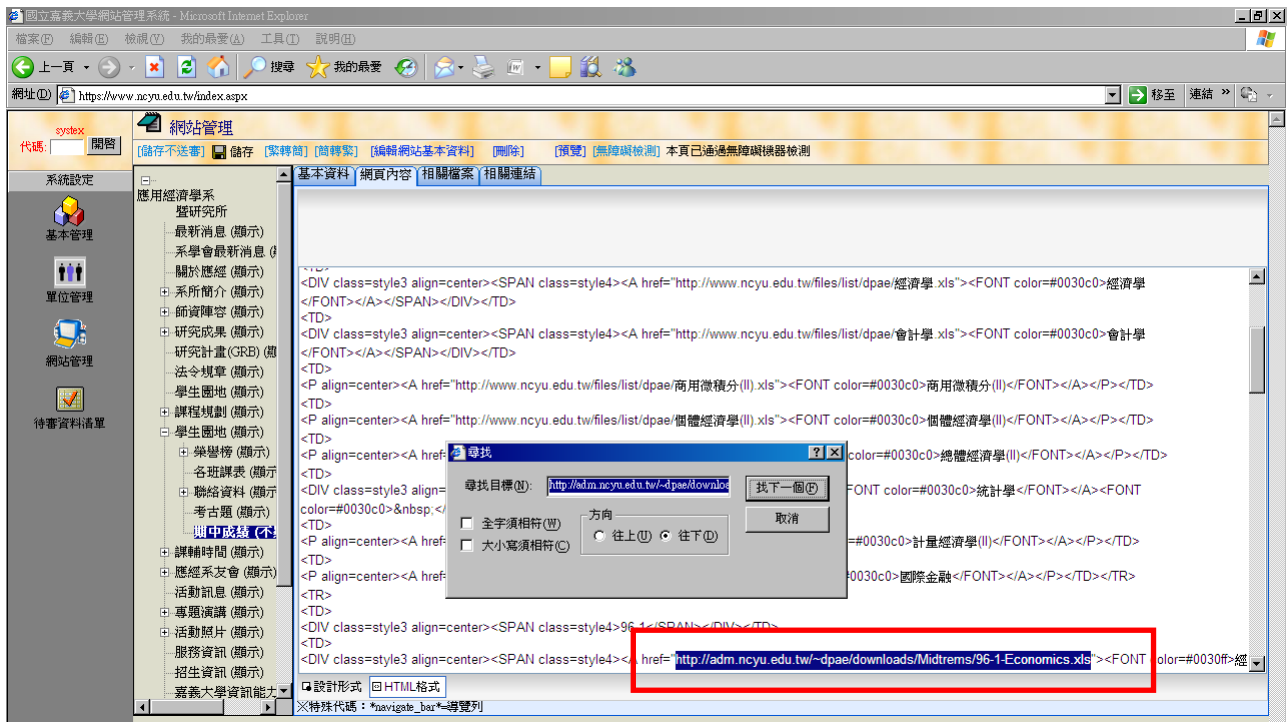 國立嘉義大學網站管理系統 - Microsoft Internet Explorer
檔案(F) 編輯(E) 檢視(V) 我的最愛(A) 工具(T) 說明(H)
上一頁 搜尋 我的最愛
網址(D) https://www.ncyu.edu.tw/index.aspx 移至 連結 »
systex
代碼: 開啓
網站管理
[儲存不送審] 儲存 [繁轉簡] [簡轉繁] [編輯網站基本資料] [刪除] [預覽] [無障礙檢測] 本頁已通過無障礙機器檢測
系統設定
基本管理
單位管理
網站管理
待審資料清單
應用經濟學系
暨研究所
最新消息 (顯示)
系學會最新消息
關於應經 (顯示)
系所簡介 (顯示)
師資陣容 (顯示)
研究成果 (顯示)
研究計畫(GRB) (顯
法令規章 (顯示)
學生園地 (顯示)
課程規劃 (顯示)
學生園地 (顯示)
榮譽榜 (顯示)
各班課表 (顯示
聯絡資料 (顯示
考古題 (顯示)
期中成績 (不
課輔時間 (顯示)
應經系友會 (顯示)
活動訊息 (顯示)
專題演講 (顯示)
活動照片 (顯示)
服務資訊 (顯示)
招生資訊 (顯示)
嘉義大學資訊能力
基本資料 網頁內容 相關檔案 相關連結
<TD>
<DIV class=style3 align=center><SPAN class=style4><A href="http://www.ncyu.edu.tw/files/list/dpae/經濟學.xls"><FONT color=#0030c0>經濟學
</FONT></A></SPAN></DIV></TD>
<TD>
<DIV class=style3 align=center><SPAN class=style4><A href="http://www.ncyu.edu.tw/files/list/dpae/會計學.xls"><FONT color=#0030c0>會計學
</FONT></A></SPAN></DIV></TD>
<TD>
<P align=center><A href="http://www.ncyu.edu.tw/files/list/dpae/商用微積分(II).xls"><FONT color=#0030c0>商用微積分(II)</FONT></A></P></TD>
<TD>
<P align=center><A href="http://www.ncyu.edu.tw/files/list/dpae/個體經濟學(II).xls"><FONT color=#0030c0>個體經濟學(II)</FONT></A></P></TD>
<TD>
<P align=center><A href color=#0030c0>總體經濟學(II)</FONT></A></P></TD>
<TD>
<DIV class=style3 align= FONT color=#0030c0>統計學</FONT></A><FONT
color=#0030c0>&nbsp;</
<TD>
<P align=center><A href =#0030c0>計量經濟學(II)</FONT></A></P></TD>
<TD>
<P align=center><A href 0030c0>國際金融</FONT></A></P></TD></TR>
<TR>
<TD>
<DIV class=style3 align=center><SPAN class=style4>96-1</SPAN></DIV></TD>
<TD>
<DIV class=style3 align=center><SPAN class=style4><A href="http://adm.ncyu.edu.tw/~dpae/downloads/Midtrems/96-1-Economics.xls"><FONT color=#0030ff>經
尋找
尋找目標(N): http://adm.ncyu.edu.tw/~dpae/downloa
找下一個(F)
取消
全字須相符(W)
大小寫須相符(C)
方向
往上(U) 往下(D)
設計形式 HTML格式
※特殊代碼：*navigate_bar*=導覽列